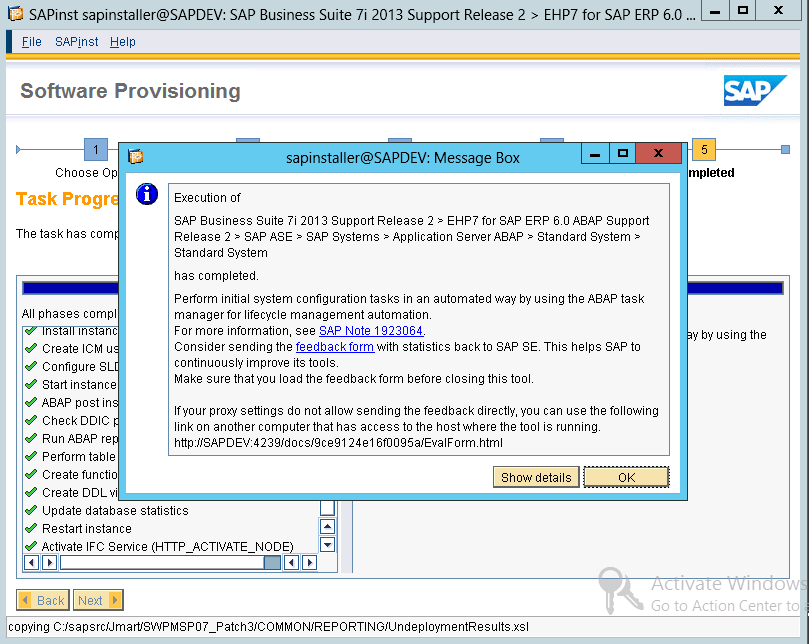 SAPinst sapinstaller@SAPDEV: SAP Business Suite 7i 2013 Support Release 2 > EHP7 for SAP ERP 6.0 ...
File SAPinst Help
Software Provisioning
SAP
1
5
Choose Op
mpleted
Task Progre
The task has comp
sapinstaller@SAPDEV: Message Box
Execution of
SAP Business Suite 7i 2013 Support Release 2 > EHP7 for SAP ERP 6.0 ABAP Support
Release 2 > SAP ASE > SAP Systems > Application Server ABAP > Standard System >
Standard System
has completed.
Perform initial system configuration tasks in an automated way by using the ABAP task
manager for lifecycle management automation.
For more information, see SAP Note 1923064.
Consider sending the feedback form with statistics back to SAP SE. This helps SAP to
continuously improve its tools.
Make sure that you load the feedback form before closing this tool.
If your proxy settings do not allow sending the feedback directly, you can use the following
link on another computer that has access to the host where the tool is running.
http://SAPDEV:4239/docs/9ce9124e16f0095a/EvalForm.html
Show details OK
All phases compl
ay by using the
Install instanc
Create ICM us
Configure SLD
Start instance
ABAP post ins
Check DDIC p
Run ABAP rep
Perform table
Create functio
Create DDL vi
Update database statistics
Restart instance
Activate IFC Service (HTTP_ACTIVATE_NODE)
Back Next
Activate Windows
Go to Action Center to
copying C:/sapsrc/Jmart/SWPMSP07_Patch3/COMMON/REPORTING/UndeploymentResults.xsl